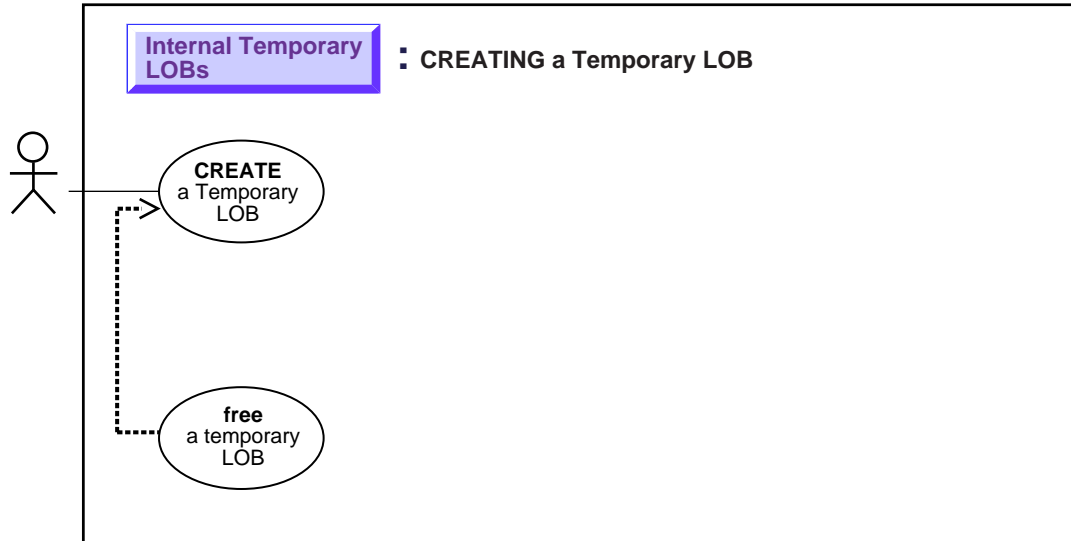 Internal Temporary
LOBs
: CREATING a Temporary LOB
CREATE
a Temporary
LOB
free
a temporary
LOB